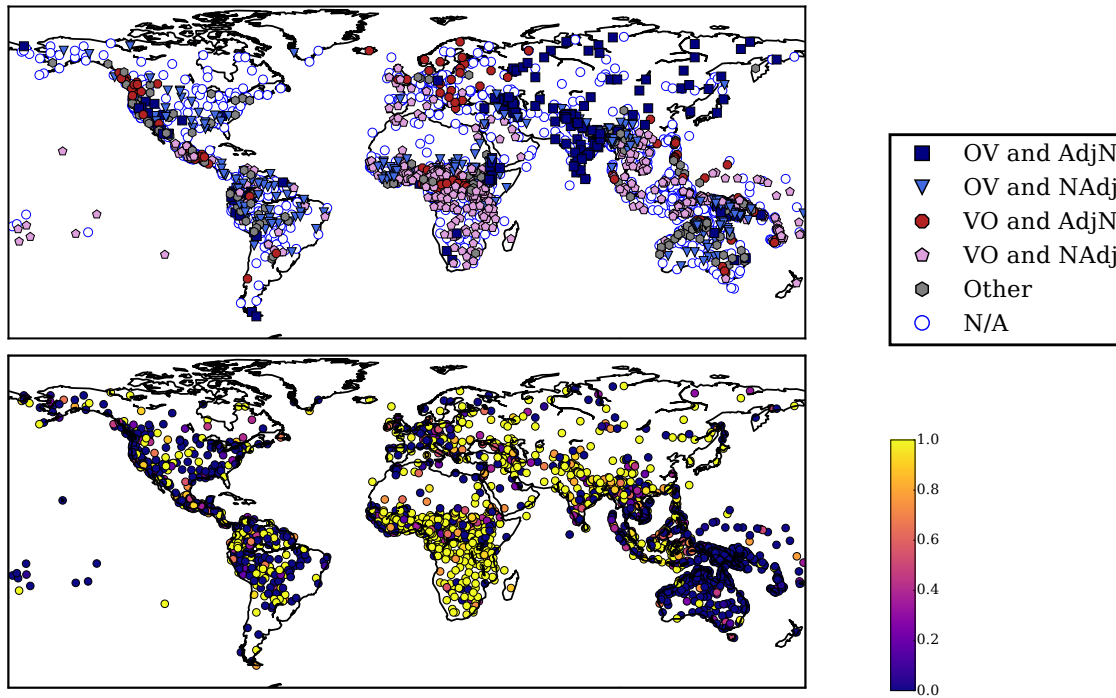 OV and AdjN
OV and NAdj
VO and AdjN
VO and NAdj
Other
N/A
1.0
0.8
0.6
0.4
0.2
0.0